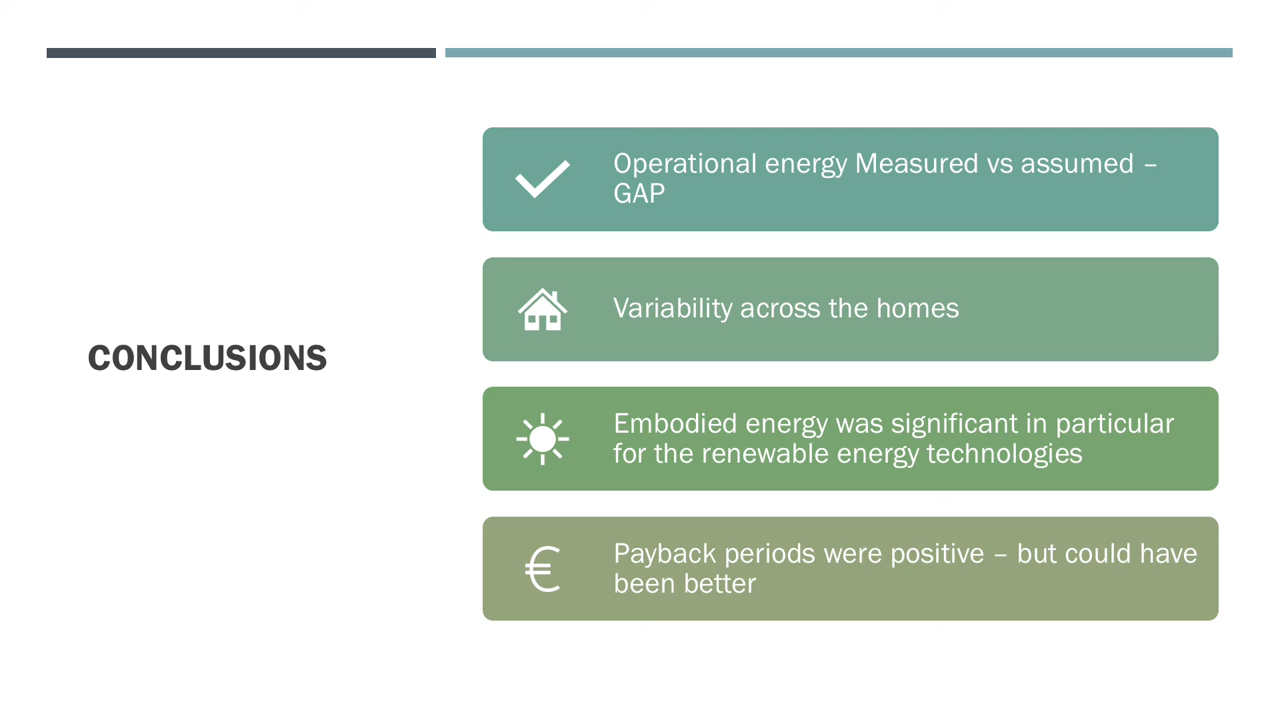 CONCLUSIONS
Operational energy Measured vs assumed –
GAP
Variability across the homes
Embodied energy was significant in particular
for the renewable energy technologies
€
Payback periods were positive – but could have
been better